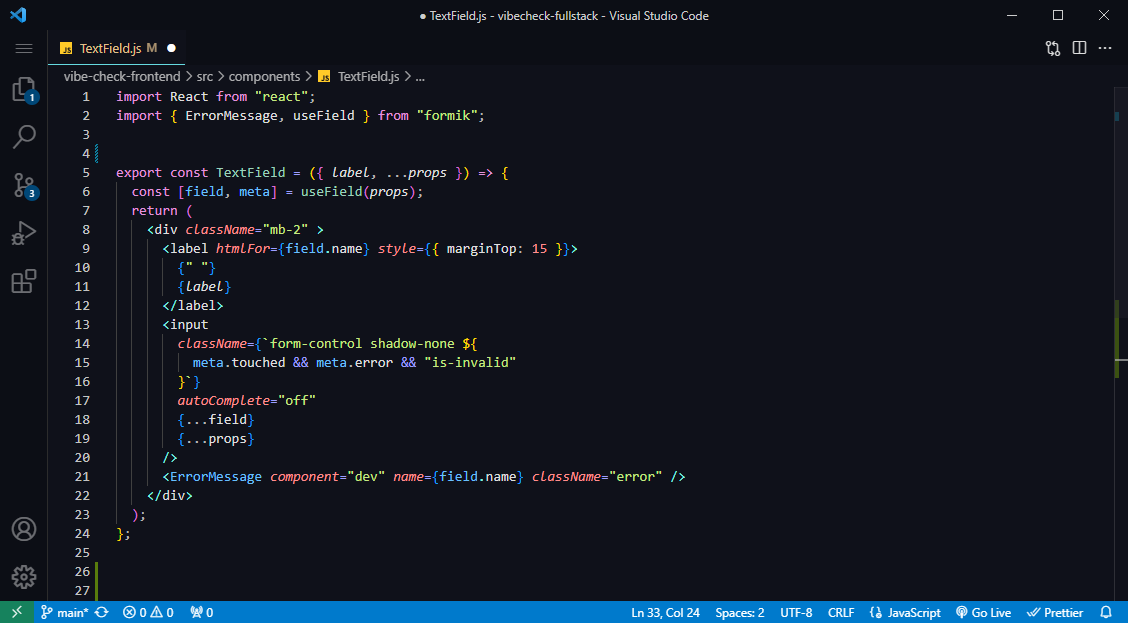 ● TextField.js - vibecheck-fullstack - Visual Studio Code
JS TextField.js M ●
vibe-check-frontend > src > components > JS TextField.js > ...
1 import React from "react";
2 import { ErrorMessage, useField } from "formik";
3
4
5 export const TextField = ({ label, ...props }) => {
6 const [field, meta] = useField(props);
7 return (
8 <div className="mb-2" >
9 <label htmlFor={field.name} style={{ marginTop: 15 }}>
10 {" "}
11 {label}
12 </label>
13 <input
14 className={`form-control shadow-none ${
15 meta.touched && meta.error && "is-invalid"
16 }`}
17 autoComplete="off"
18 {...field}
19 {...props}
20 />
21 <ErrorMessage component="dev" name={field.name} className="error" />
22 </div>
23 );
24 };
25
26
27
1
3
main* 0 0 0 Ln 33, Col 24 Spaces: 2 UTF-8 CRLF {} JavaScript Go Live Prettier